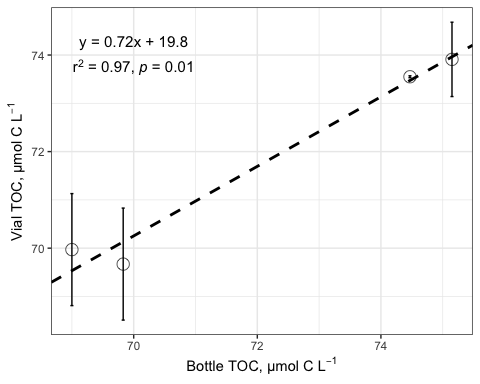 y = 0.72x + 19.8
r² = 0.97, p = 0.01
74
72
70
Vial TOC, μmol C L⁻¹
70 72 74
Bottle TOC, μmol C L⁻¹